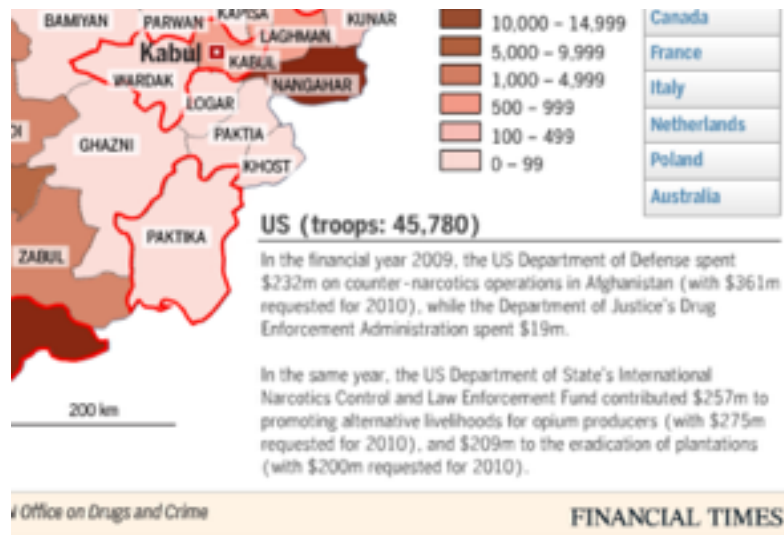 BAMIYAN
PARWAN
KAPISA
KUNAR
LAGHMAN
Kabul
KABUL
WARDAK
NANGAHAR
LOGAR
GHAZNI
PAKTIA
KHOST
PAKTIKA
ZABUL
200 km
10,000 – 14,999
5,000 – 9,999
1,000 – 4,999
500 – 999
100 – 499
0 – 99
Canada
France
Italy
Netherlands
Poland
Australia
US (troops: 45,780)
In the financial year 2009, the US Department of Defense spent
$232m on counter-narcotics operations in Afghanistan (with $361m
requested for 2010), while the Department of Justice's Drug
Enforcement Administration spent $19m.
In the same year, the US Department of State's International
Narcotics Control and Law Enforcement Fund contributed $257m to
promoting alternative livelihoods for opium producers (with $275m
requested for 2010), and $209m to the eradication of plantations
(with $200m requested for 2010).
Office on Drugs and Crime
FINANCIAL TIMES